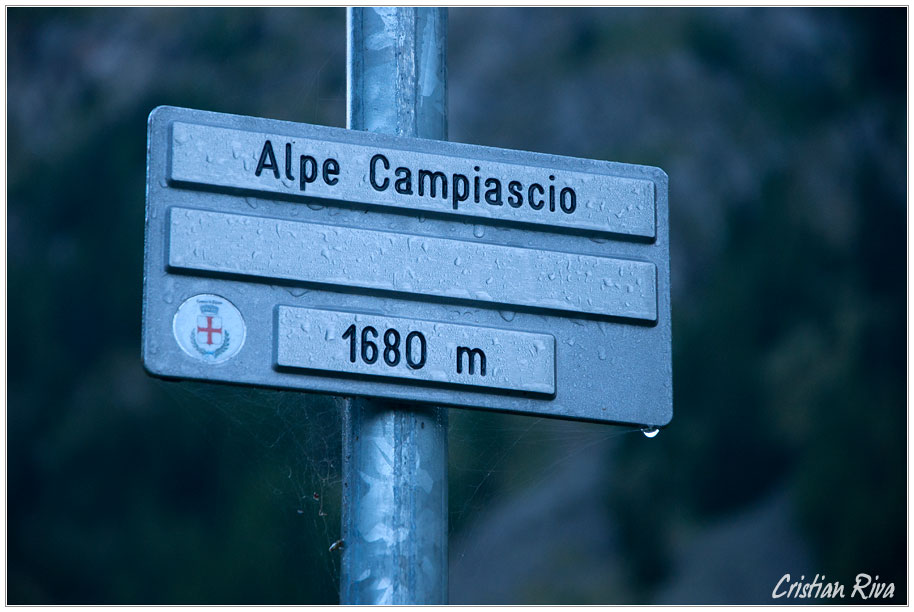 Alpe Campiascio
1680 m
Cristian Riva